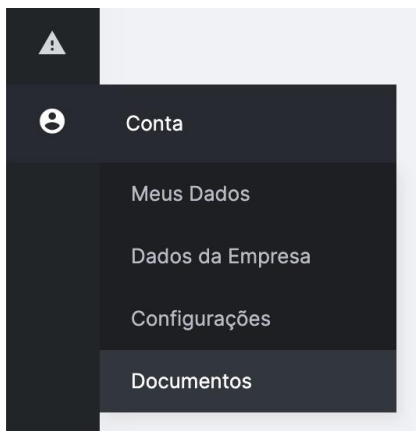 Conta
Meus Dados
Dados da Empresa
Configurações
Documentos